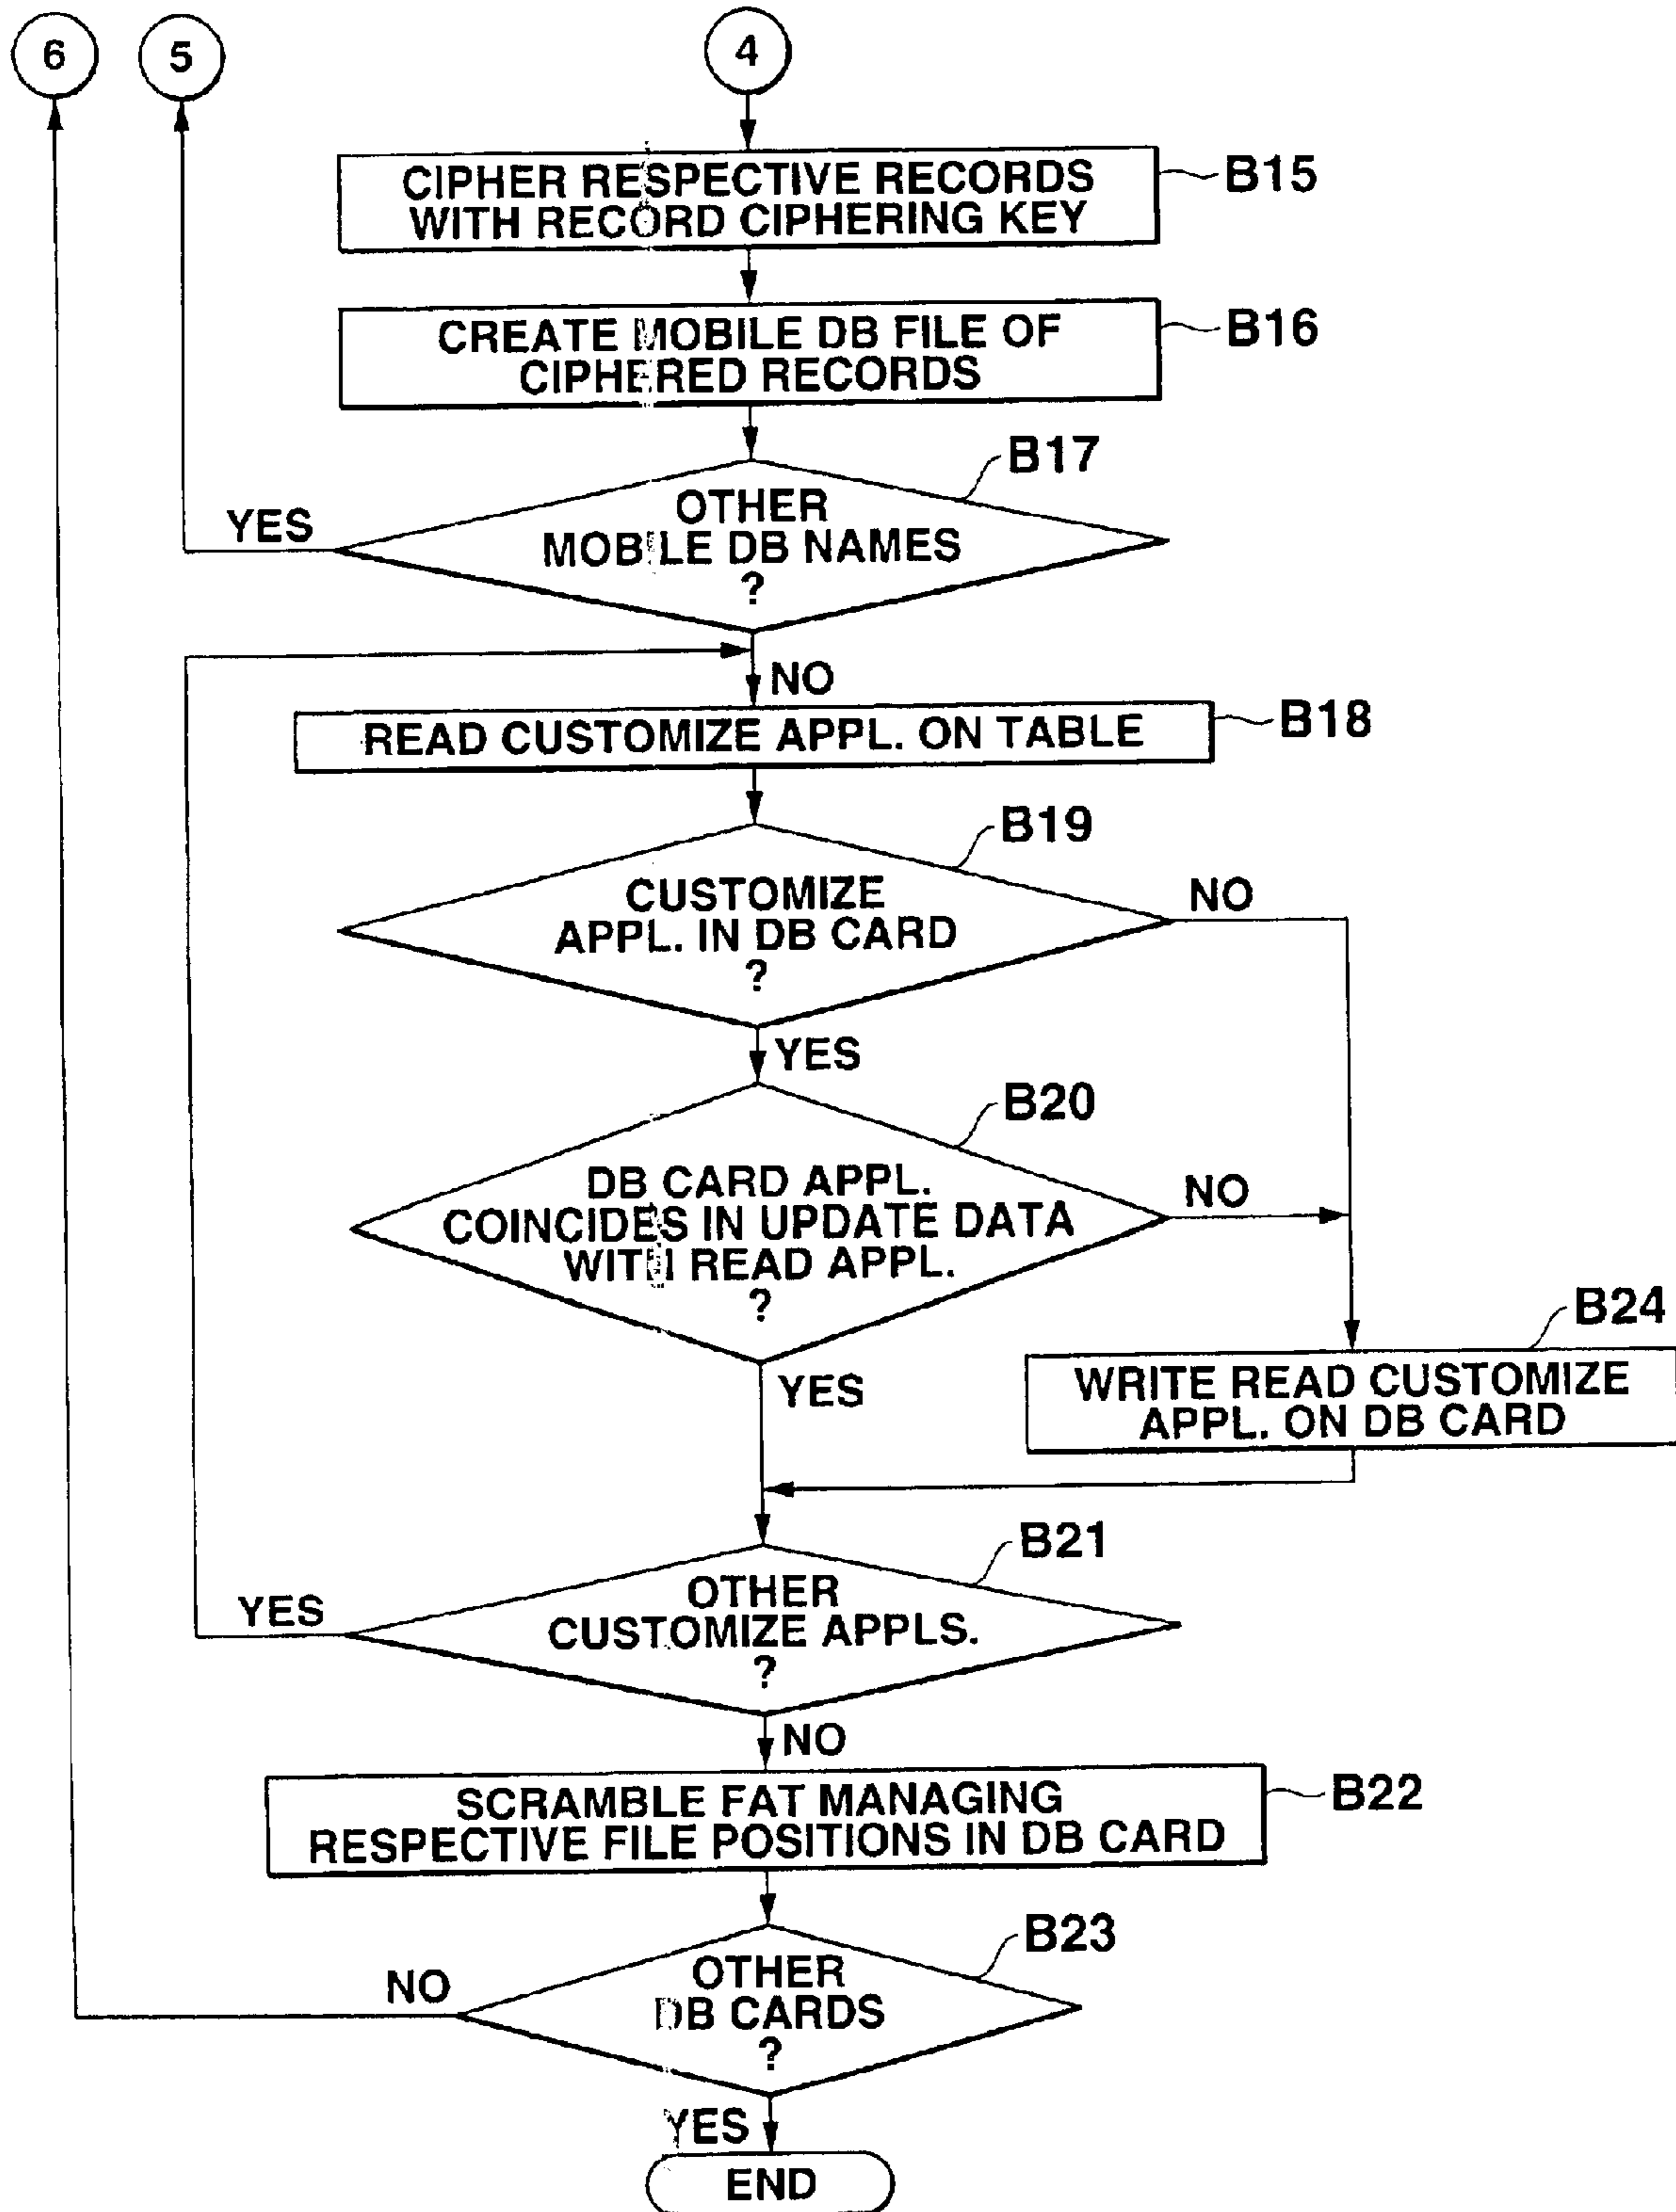 6
5
4
CIPHER RESPECTIVE RECORDS
WITH RECORD CIPHERING KEY
B15
CREATE MOBILE DB FILE OF
CIPHERED RECORDS
B16
B17
OTHER
MOBILE DB NAMES
?
YES
NO
READ CUSTOMIZE APPL. ON TABLE
B18
B19
CUSTOMIZE
APPL. IN DB CARD
?
NO
YES
B20
DB CARD APPL.
COINCIDES IN UPDATE DATA
WITH READ APPL.
?
NO
YES
B24
WRITE READ CUSTOMIZE
APPL. ON DB CARD
B21
OTHER
CUSTOMIZE APPLS.
?
YES
NO
SCRAMBLE FAT MANAGING
RESPECTIVE FILE POSITIONS IN DB CARD
B22
B23
OTHER
DB CARDS
?
NO
YES
END